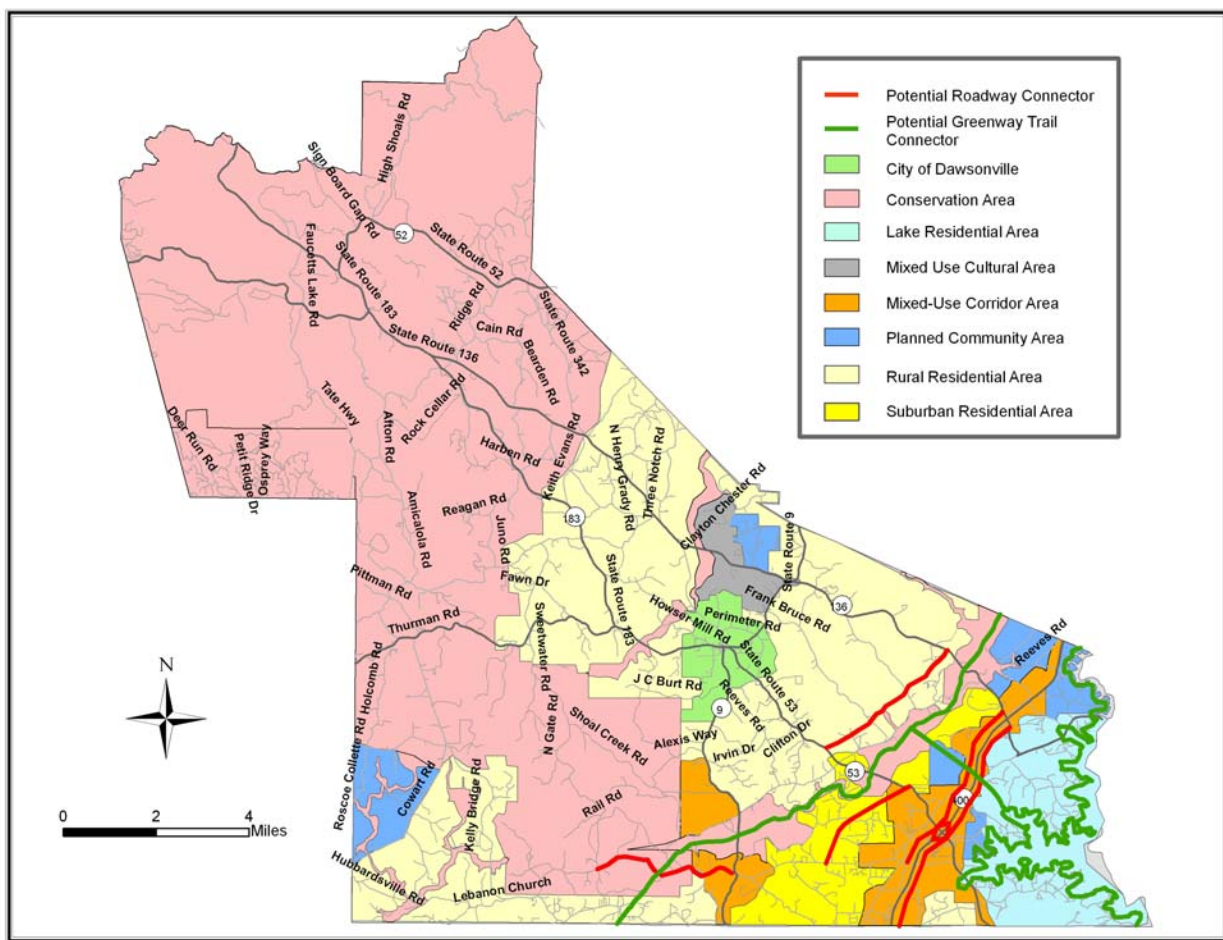 Potential Roadway Connector
Potential Greenway Trail
Connector
City of Dawsonville
Conservation Area
Lake Residential Area
Mixed Use Cultural Area
Mixed-Use Corridor Area
Planned Community Area
Rural Residential Area
Suburban Residential Area
High Shoals Rd
Sign Board Gap Rd
52
State Route 52
Faucetts Lake Rd
State Route 183
Ridge Rd
Cain Rd
State Route 342
State Route 136
Bearden Rd
Tate Hwy
Rock Cellar Rd
Afton Rd
Deer Run Rd
Petit Ridge Dr
Osprey Way
Harben Rd
Keith Evans Rd
N Henry Grady Rd
Three Notch Rd
Amicalola Rd
Reagan Rd
Juno Rd
183
Clayton Chester Rd
State Route 9
Pittman Rd
Fawn Dr
State Route 183
Frank Bruce Rd
136
Thurman Rd
Sweetwater Rd
Howser Mill Rd
Perimeter Rd
State Route 53
Reeves Rd
Roscoe Collette Rd Holcomb Rd
J C Burt Rd
N Gate Rd
Shoal Creek Rd
9
Reeves Rd
Alexis Way
Irvin Dr
Clifton Dr
53
Cowart Rd
Kelly Bridge Rd
Rail Rd
400
Hubbardsville Rd
Lebanon Church
N
0 2 4
Miles